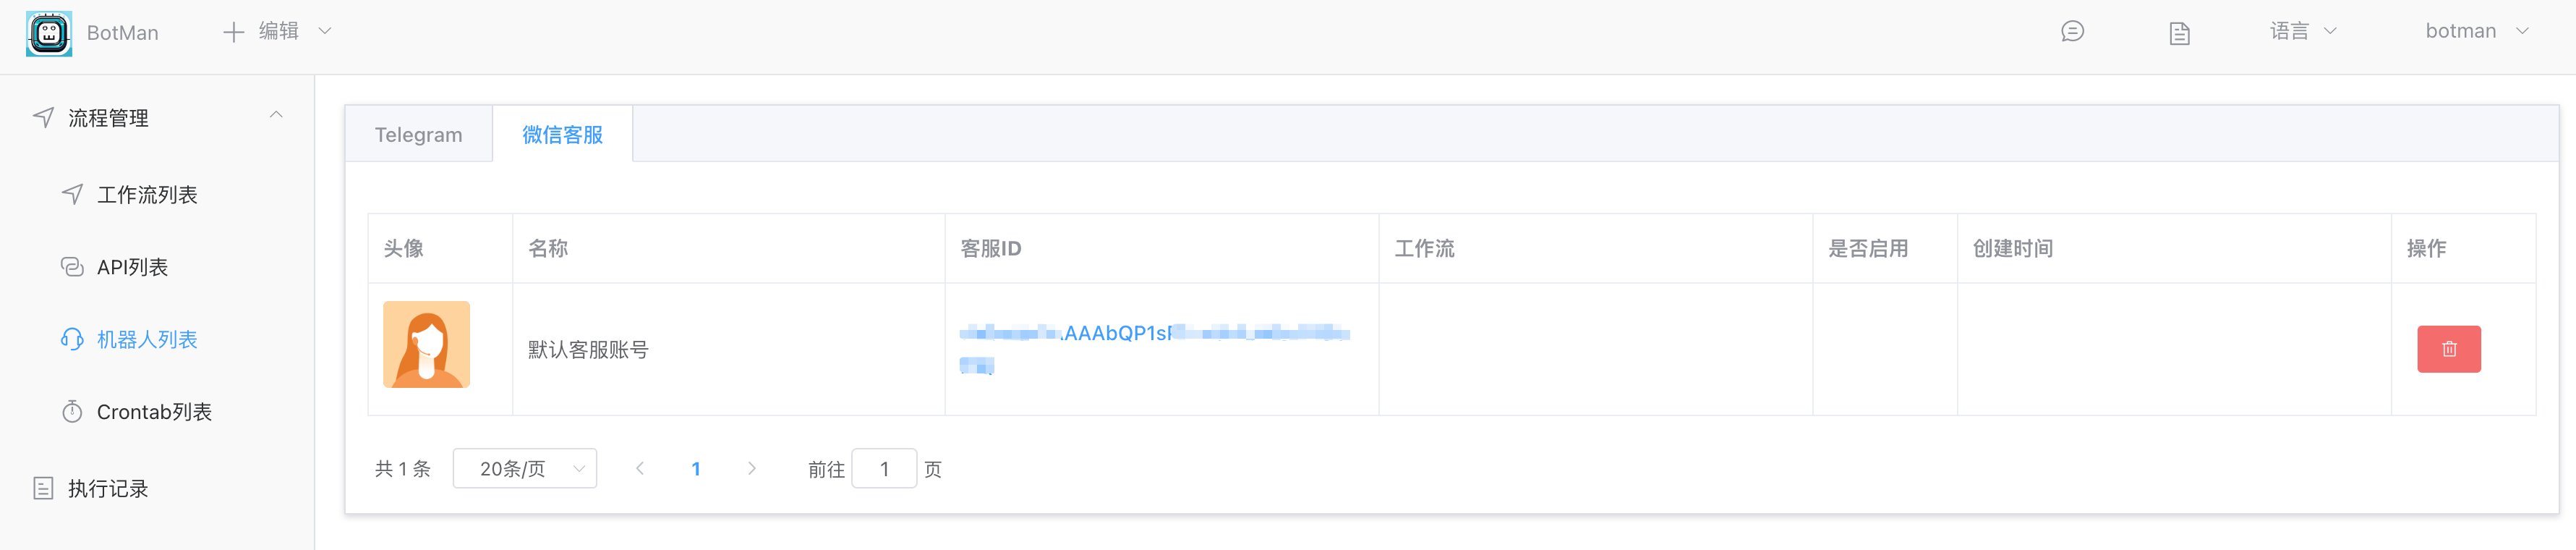 BotMan
编辑
语言
botman
流程管理
工作流列表
API列表
机器人列表
Crontab列表
执行记录
Telegram
微信客服
头像 名称 客服ID 工作流 是否启用 创建时间 操作
默认客服账号 AAAbQP1s
共 1 条 20条/页 1 前往 1 页